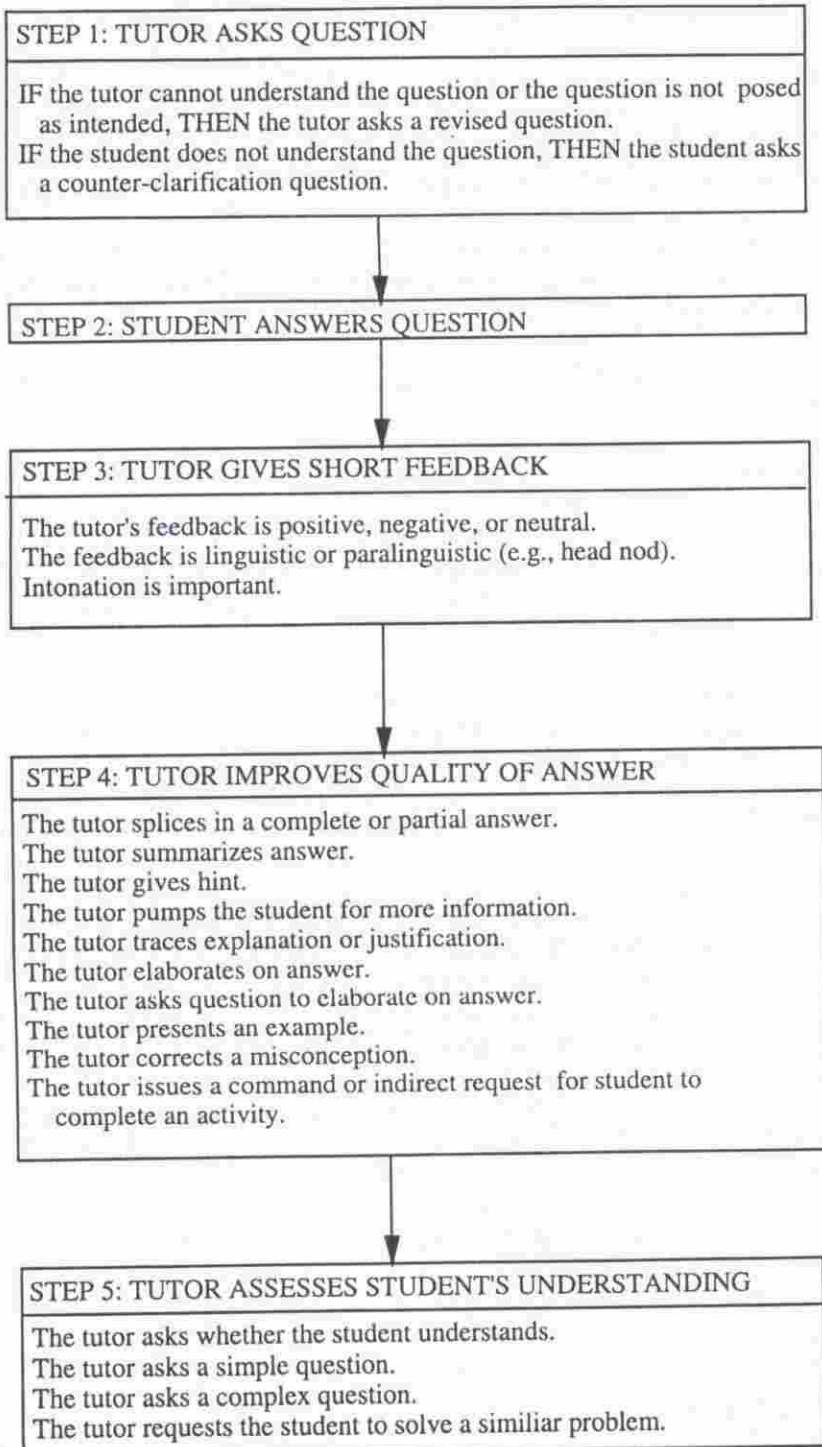 STEP 1: TUTOR ASKS QUESTION
IF the tutor cannot understand the question or the question is not posed
as intended, THEN the tutor asks a revised question.
IF the student does not understand the question, THEN the student asks
a counter-clarification question.
STEP 2: STUDENT ANSWERS QUESTION
STEP 3: TUTOR GIVES SHORT FEEDBACK
The tutor's feedback is positive, negative, or neutral.
The feedback is linguistic or paralinguistic (e.g., head nod).
Intonation is important.
STEP 4: TUTOR IMPROVES QUALITY OF ANSWER
The tutor splices in a complete or partial answer.
The tutor summarizes answer.
The tutor gives hint.
The tutor pumps the student for more information.
The tutor traces explanation or justification.
The tutor elaborates on answer.
The tutor asks question to elaborate on answer.
The tutor presents an example.
The tutor corrects a misconception.
The tutor issues a command or indirect request for student to
complete an activity.
STEP 5: TUTOR ASSESSES STUDENT'S UNDERSTANDING
The tutor asks whether the student understands.
The tutor asks a simple question.
The tutor asks a complex question.
The tutor requests the student to solve a similiar problem.